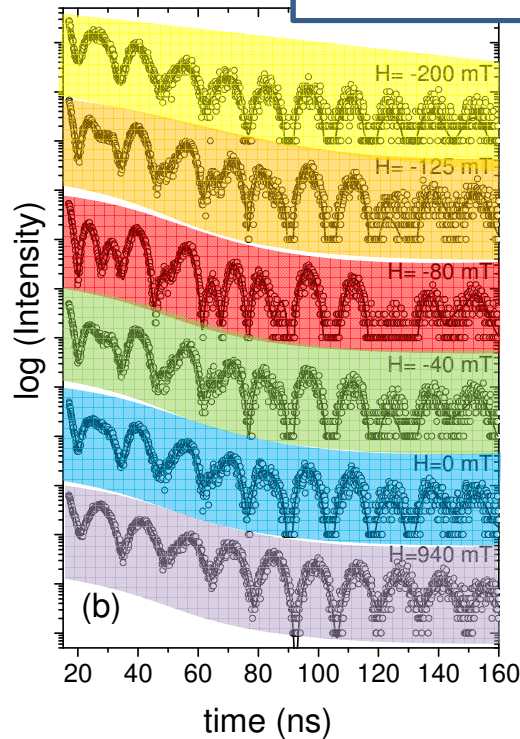 log (Intensity)
H= -200 mT
H= -125 mT
H= -80 mT
H= -40 mT
H=0 mT
H=940 mT
(b)
20 40 60 80 100 120 140 160
time (ns)